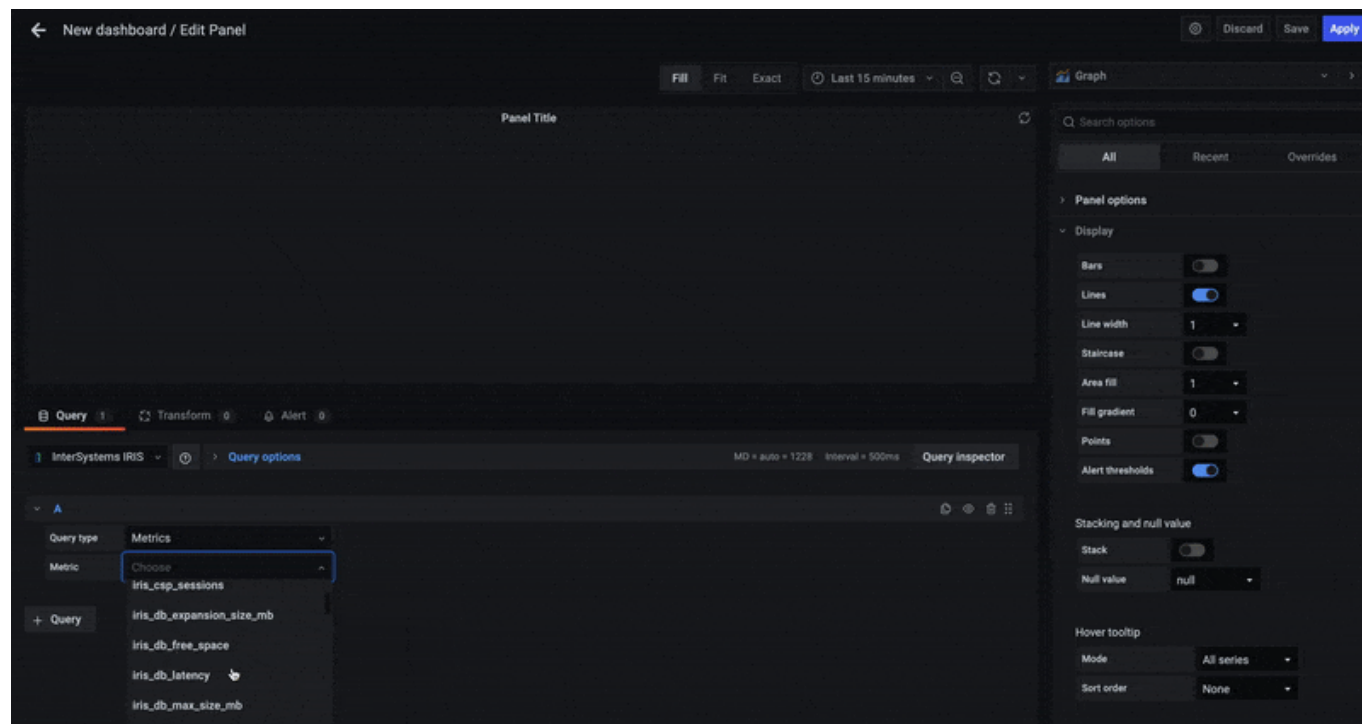 New dashboard / Edit Panel
Discard Save Apply
Fill Fit Exact Last 15 minutes
Graph
Panel Title
Search options
All Recent Overrides
Panel options
Display
Bars
Lines
Line width 1
Staircase
Area fill 1
Fill gradient 0
Points
Alert thresholds
Stacking and null value
Stack
Null value null
Hover tooltip
Mode All series
Sort order None
Query 1 Transform 0 Alert 0
InterSystems IRIS Query options MD = auto = 1228 Interval = 500ms Query inspector
A
Query type Metrics
Metric Choose
iris_csp_sessions
iris_db_expansion_size_mb
iris_db_free_space
iris_db_latency
iris_db_max_size_mb
+ Query